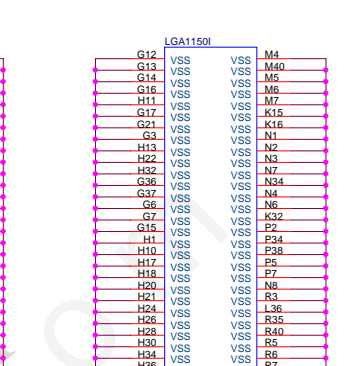 LGA1150I
G12 VSS VSS M4
G13 VSS VSS M40
G14 VSS VSS M5
G16 VSS VSS M6
H11 VSS VSS M7
G17 VSS VSS K15
G21 VSS VSS K16
G3 VSS VSS N1
H13 VSS VSS N2
H22 VSS VSS N3
H32 VSS VSS N7
G36 VSS VSS N34
G37 VSS VSS N4
G6 VSS VSS N6
G7 VSS VSS K32
G15 VSS VSS P2
H1 VSS VSS P34
H10 VSS VSS P38
H17 VSS VSS P5
H18 VSS VSS P7
H20 VSS VSS N8
H21 VSS VSS R3
H24 VSS VSS L36
H26 VSS VSS R35
H28 VSS VSS R40
H30 VSS VSS R5
H34 VSS VSS R6
H36 R7